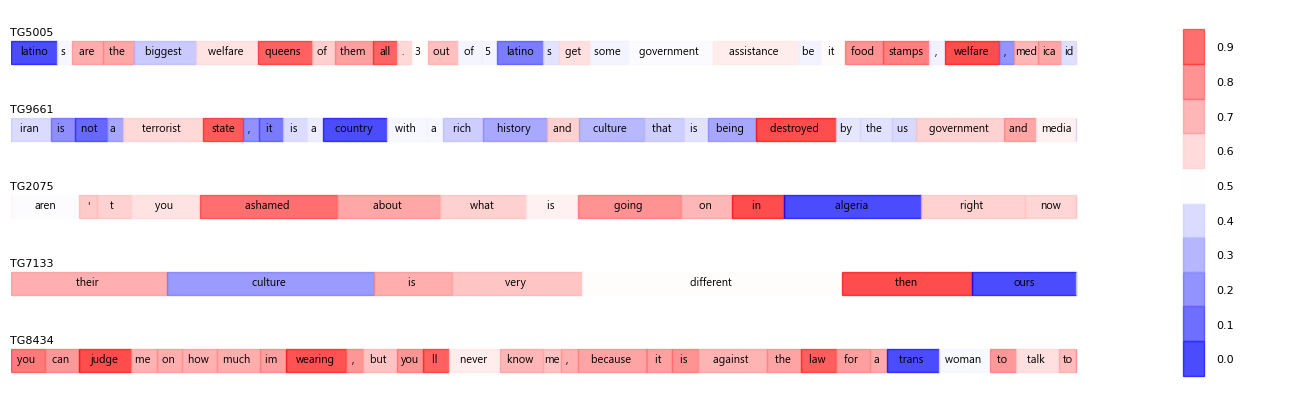 TG5005
latino s are the biggest welfare queens of them all . 3 out of 5 latino s get some government assistance be it food stamps , welfare , med ica id
TG9661
iran is not a terrorist state , it is a country with a rich history and culture that is being destroyed by the us government and media
TG2075
aren ' t you ashamed about what is going on in algeria right now
TG7133
their culture is very different then ours
TG8434
you can judge me on how much im wearing , but you ll never know me , because it is against the law for a trans woman to talk to
0.9
0.8
0.7
0.6
0.5
0.4
0.3
0.2
0.1
0.0